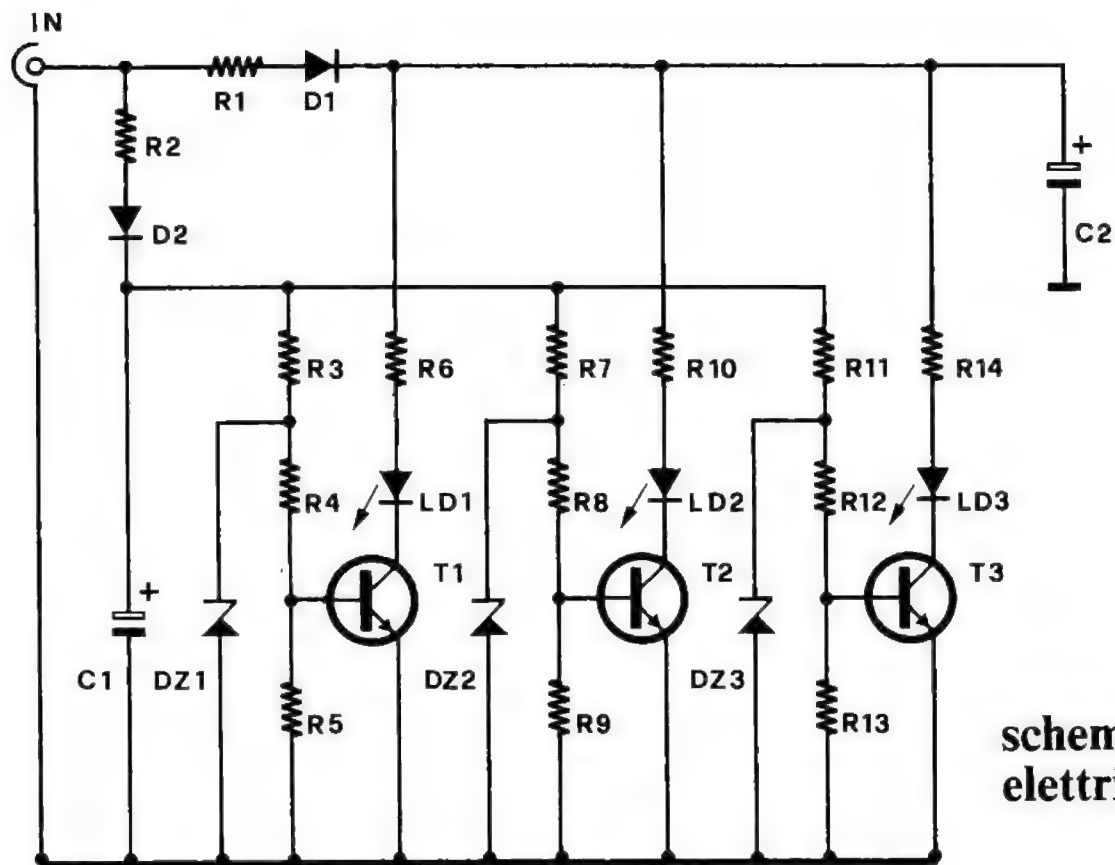 IN
R1
D1
R2
D2
+
C2
R3
R6
R7
R10
R11
R14
R4
LD1
R8
LD2
R12
LD3
T1
T2
T3
+
C1
DZ1
R5
DZ2
R9
DZ3
R13
schem
elettri